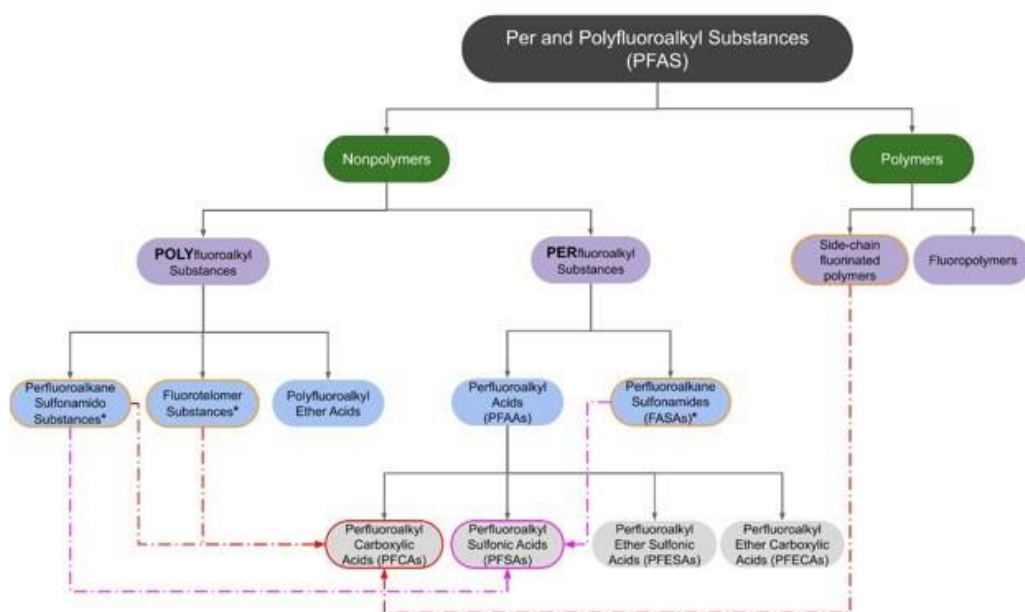 Per and Polyfluoroalkyl Substances
(PFAS)
Nonpolymers
Polymers
POLYfluoroalkyl
Substances
PERfluoroalkyl
Substances
Side-chain
fluorinated
polymers
Fluoropolymers
Perfluoroalkane
Sulfonamido
Substances*
Fluorotelomer
Substances*
Polyfluoroalkyl
Ether Acids
Perfluoroalkyl
Acids
(PFAAs)
Perfluoroalkane
Sulfonamides
(FASAs)*
Perfluoroalkyl
Carboxylic
Acids (PFCAs)
Perfluoroalkyl
Sulfonic Acids
(PFSAs)
Perfluoroalkyl
Ether Sulfonic
Acids (PFESAs)
Perfluoroalkyl
Ether Carboxylic
Acids (PFECAs)